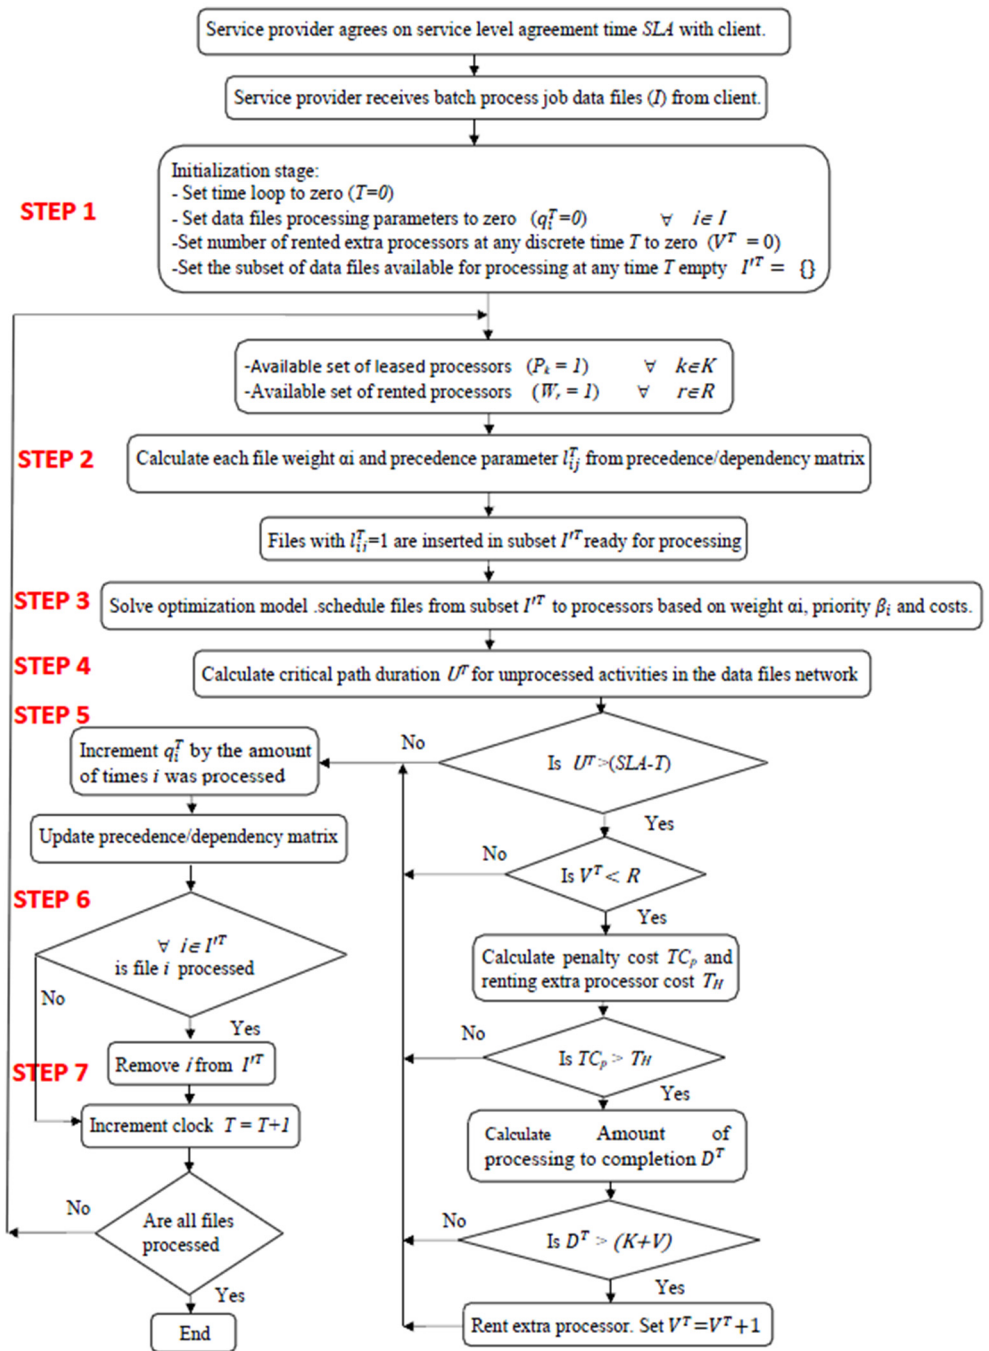 Service provider agrees on service level agreement time SLA with client.
Service provider receives batch process job data files (I) from client.
STEP 1
Initialization stage:
- Set time loop to zero (T=0)
- Set data files processing parameters to zero (q_i^T=0) ∀ i∈ I
-Set number of rented extra processors at any discrete time T to zero (V^T = 0)
-Set the subset of data files available for processing at any time T empty I'^T = {}
-Available set of leased processors (P_k = 1) ∀ k∈K
-Available set of rented processors (W_r = 1) ∀ r∈R
STEP 2
Calculate each file weight αi and precedence parameter l_ij^T from precedence/dependency matrix
Files with l_ij^T=1 are inserted in subset I'^T ready for processing
STEP 3
Solve optimization model .schedule files from subset I'^T to processors based on weight αi, priority β_i and costs.
STEP 4
Calculate critical path duration U^T for unprocessed activities in the data files network
STEP 5
Is U^T >(SLA-T)
No
Increment q_i^T by the amount
of times i was processed
Update precedence/dependency matrix
Yes
Is V^T < R
No
Yes
Calculate penalty cost TC_p and
renting extra processor cost T_H
Is TC_p > T_H
No
Yes
Calculate Amount of
processing to completion D^T
Is D^T > (K+V)
No
Yes
Rent extra processor. Set V^T=V^T+1
STEP 6
∀ i∈ I'^T
is file i processed
No
Yes
Remove i from I'^T
STEP 7
Increment clock T = T+1
Are all files
processed
No
Yes
End